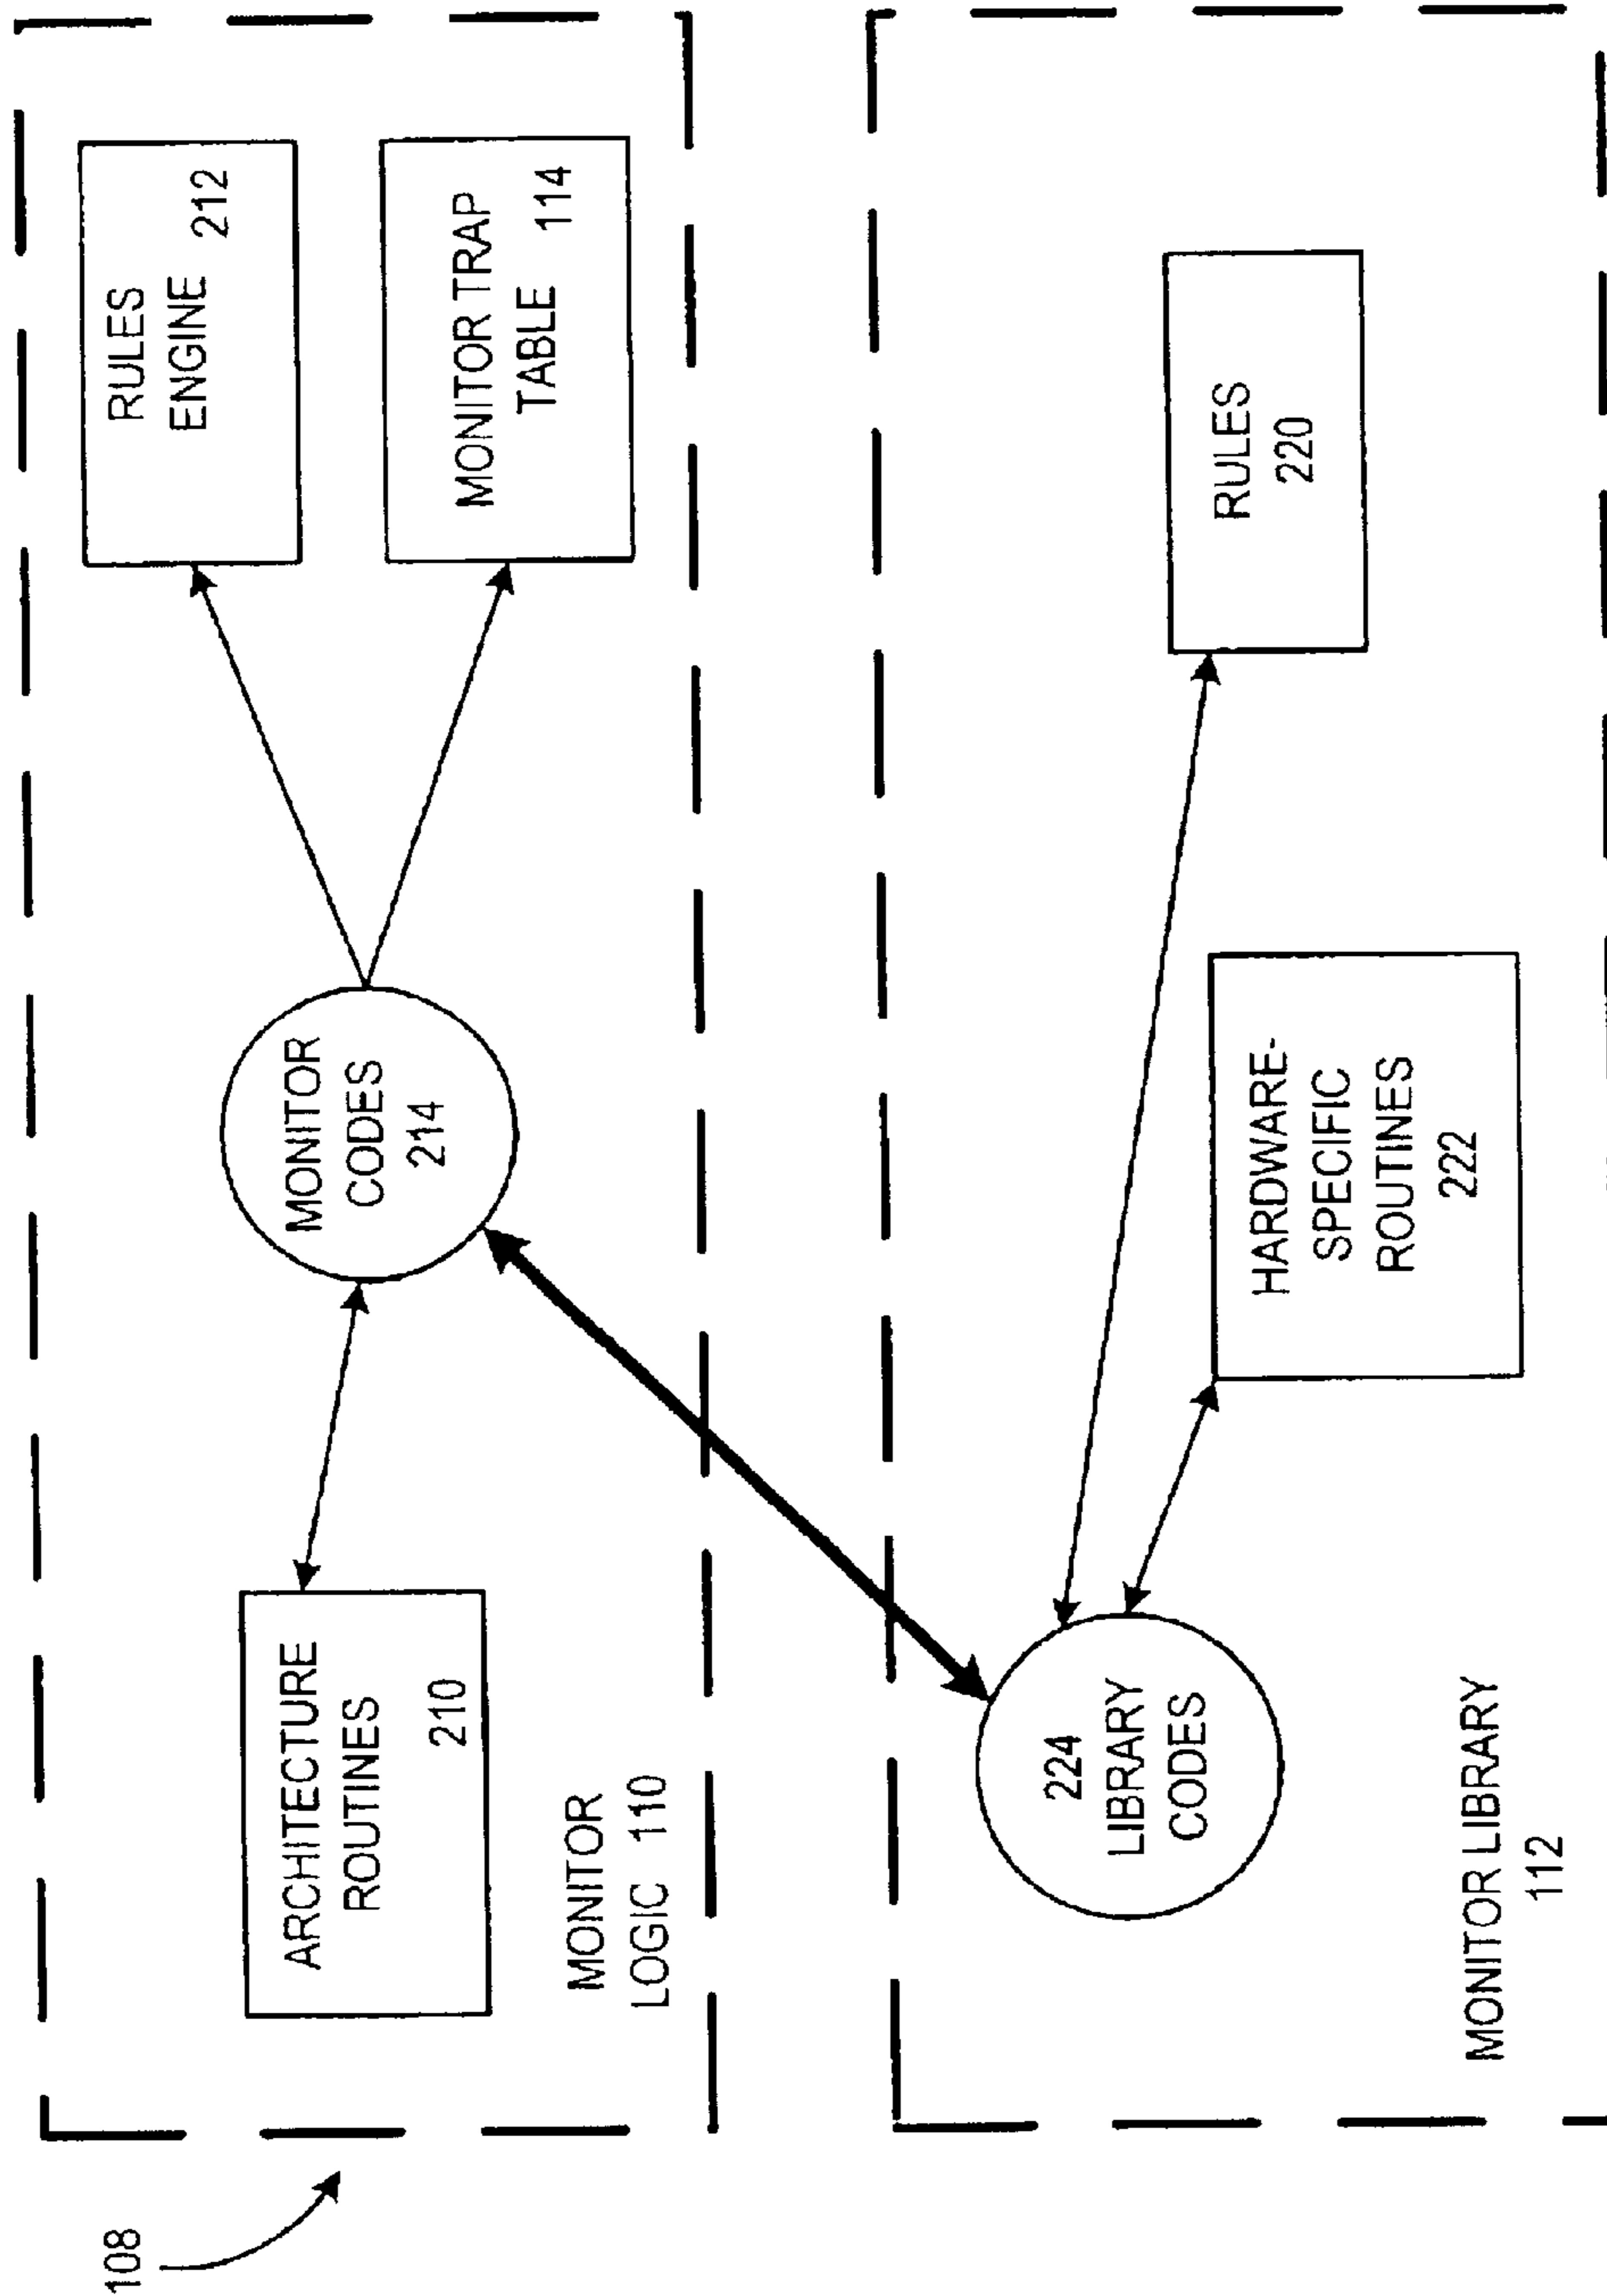 108
ARCHITECTURE
ROUTINES
210
MONITOR
LOGIC 110
MONITOR
CODES
214
RULES
ENGINE 212
MONITOR TRAP
TABLE 114
224
LIBRARY
CODES
MONITOR LIBRARY
112
HARDWARE-
SPECIFIC
ROUTINES
222
RULES
220